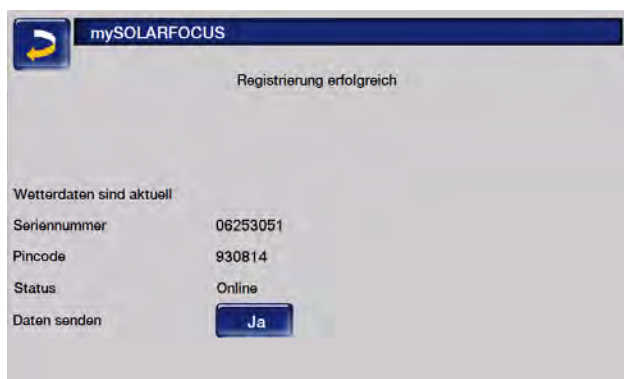 mySOLARFOCUS
Registrierung erfolgreich
Wetterdaten sind aktuell
Seriennummer 06253051
Pincode 930814
Status Online
Daten senden Ja